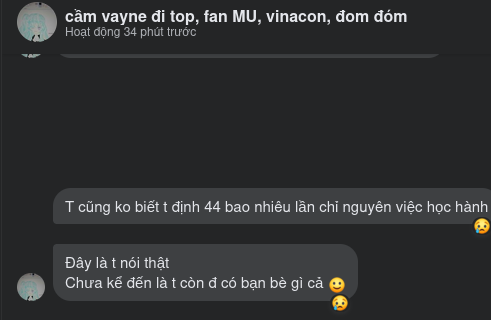 cầm vayne đi top, fan MU, vinacon, đom đóm
Hoạt động 34 phút trước
T cũng ko biết t định 44 bao nhiêu lần chỉ nguyên việc học hành
Đây là t nói thật
Chưa kể đến là t còn đ có bạn bè gì cả 🙂